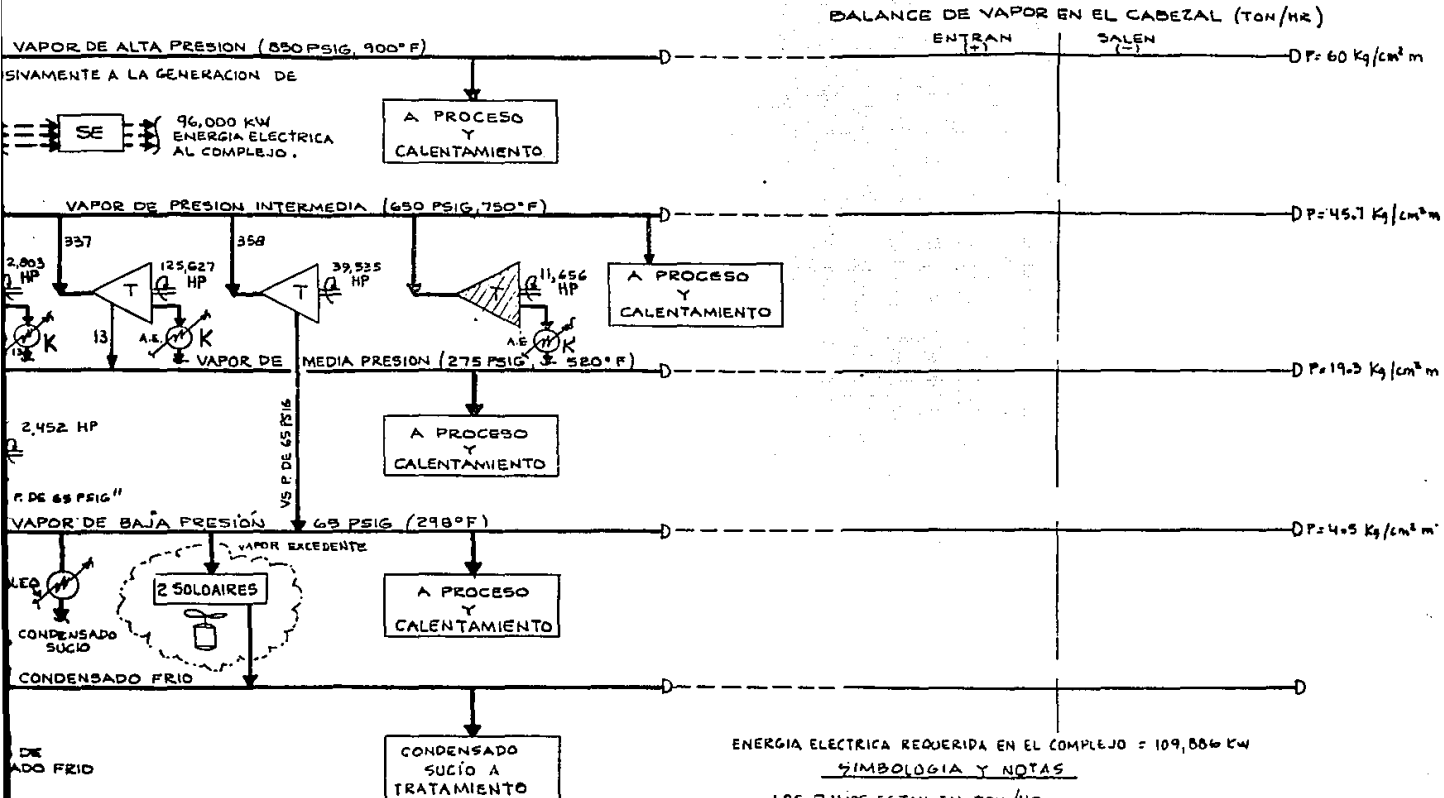 BALANCE DE VAPOR EN EL CABEZAL (TON/HR)
ENTRAN
(+)
SALEN
(-)
VAPOR DE ALTA PRESION (850 PSIG, 900°F)
P= 60 Kg/cm² m
SIVAMENTE A LA GENERACION DE
SE
96,000 KW
ENERGIA ELECTRICA
AL COMPLEJO.
A PROCESO
Y
CALENTAMIENTO
VAPOR DE PRESION INTERMEDIA (650 PSIG, 750°F)
P= 45.7 Kg/cm² m
337
358
2,803
HP
T
125,627
HP
T
39,535
HP
T
11,656
HP
A PROCESO
Y
CALENTAMIENTO
K
13
A.E.
K
A.E
K
VAPOR DE MEDIA PRESION (275 PSIG, 520°F)
P= 19.3 Kg/cm² m
2,452 HP
VS P. DE 65 PSIG
A PROCESO
Y
CALENTAMIENTO
P. DE 65 PSIG"
VAPOR DE BAJA PRESIÓN 65 PSIG (298°F)
P= 4.5 Kg/cm² m
VAPOR EXCEDENTE
LEO
2 SOLOAIRES
A PROCESO
Y
CALENTAMIENTO
CONDENSADO
SUCIO
CONDENSADO FRIO
DE
ADO FRIO
CONDENSADO
SUCÍO A
TRATAMIENTO
ENERGIA ELECTRICA REQUERIDA EN EL COMPLEJO = 109,886 KW
SIMBOLOGIA Y NOTAS